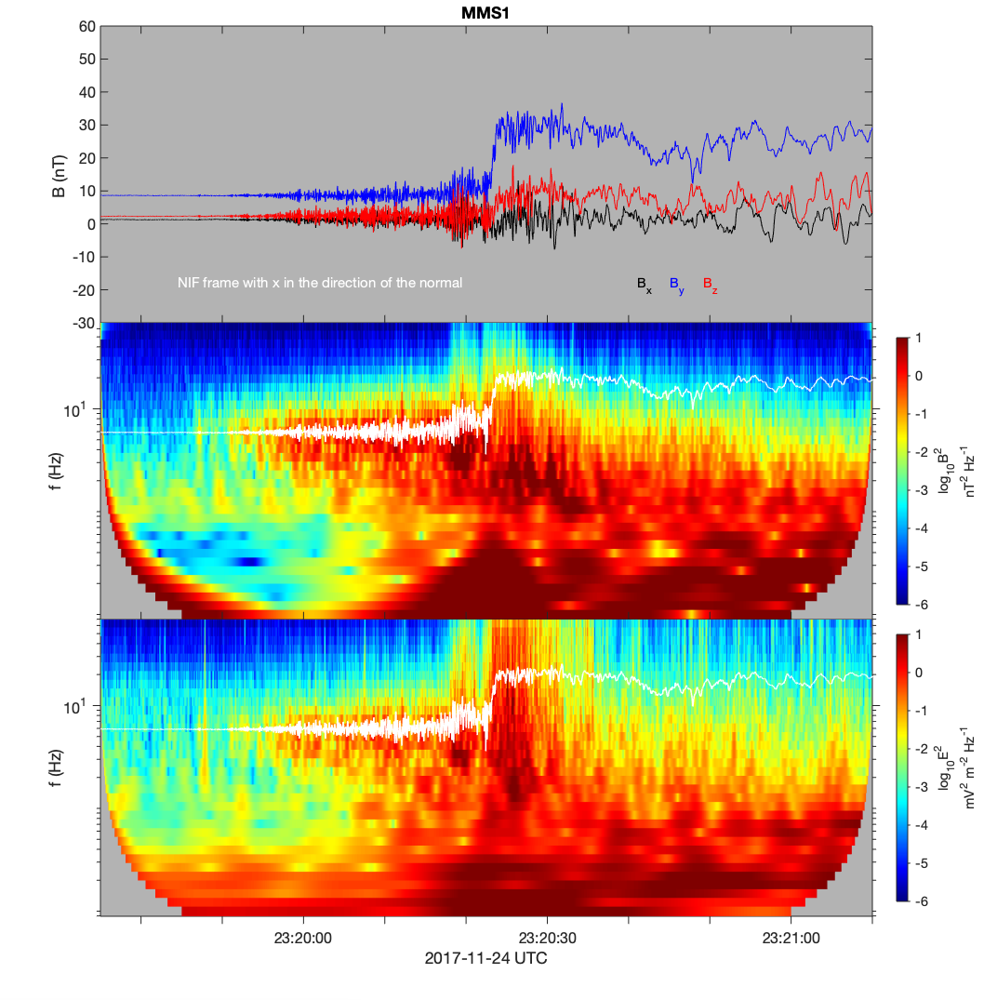 MMS1
60
50
40
30
20
10
0
-10
-20
-30
B (nT)
NIF frame with x in the direction of the normal
Bx By Bz
10¹
f (Hz)
1
0
-1
-2
-3
-4
-5
-6
log₁₀B²
nT² Hz⁻¹
10¹
f (Hz)
1
0
-1
-2
-3
-4
-5
-6
log₁₀E²
mV² m⁻² Hz⁻¹
23:20:00 23:20:30 23:21:00
2017-11-24 UTC